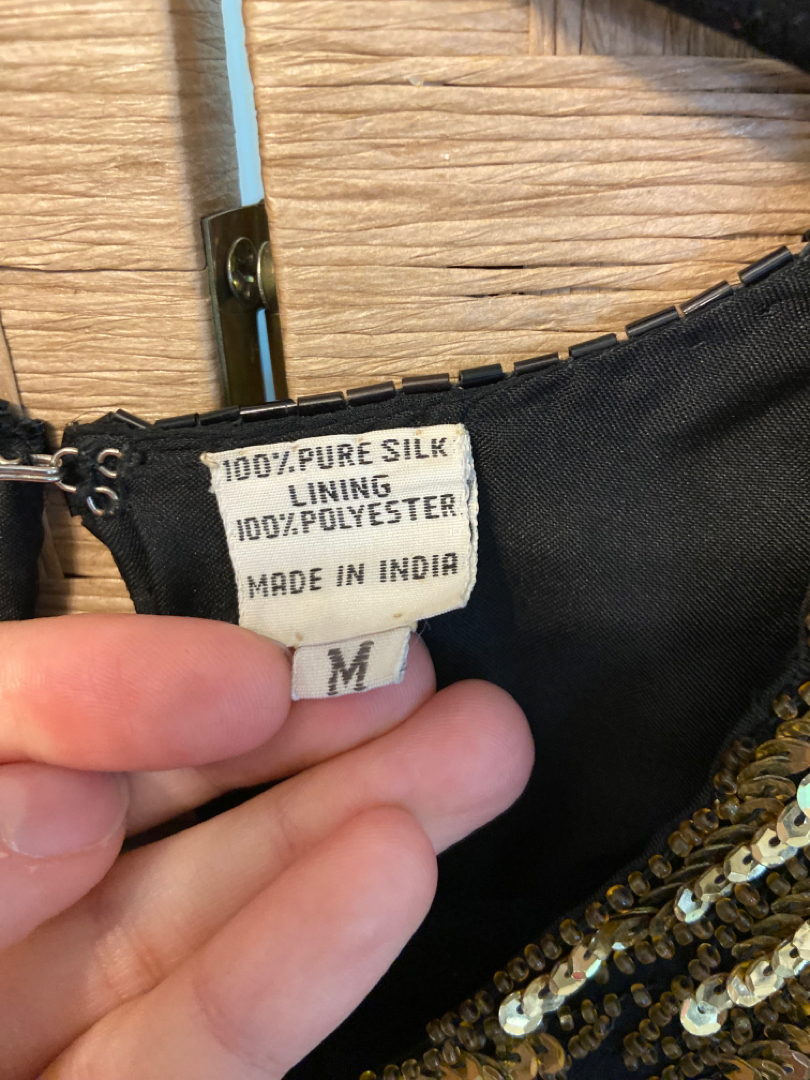 100% PURE SILK
LINING
100% POLYESTER
MADE IN INDIA
M